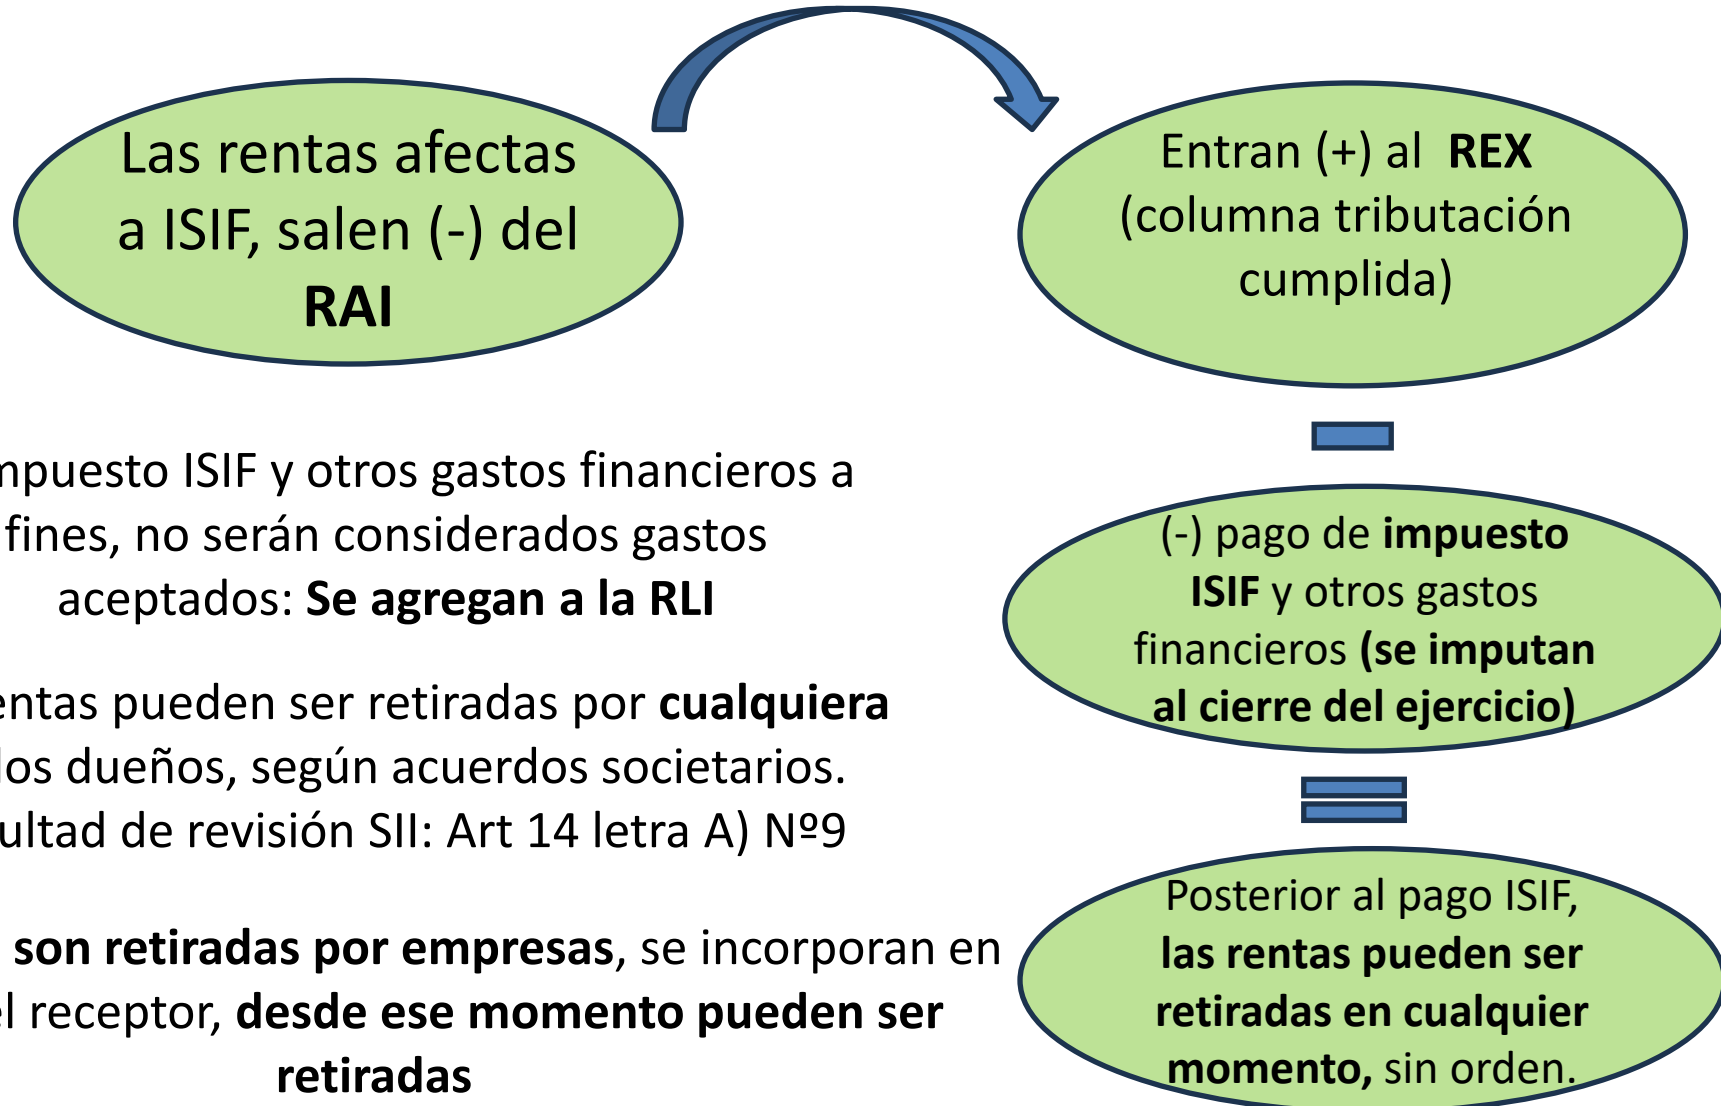 Las rentas afectas
a ISIF, salen (-) del
RAI
Entran (+) al REX
(columna tributación
cumplida)
mpuesto ISIF y otros gastos financieros a
fines, no serán considerados gastos
aceptados: Se agregan a la RLI
entas pueden ser retiradas por cualquiera
los dueños, según acuerdos societarios.
ultad de revisión SII: Art 14 letra A) Nº9
son retiradas por empresas, se incorporan en
el receptor, desde ese momento pueden ser
retiradas
(-) pago de impuesto
ISIF y otros gastos
financieros (se imputan
al cierre del ejercicio)
Posterior al pago ISIF,
las rentas pueden ser
retiradas en cualquier
momento, sin orden.